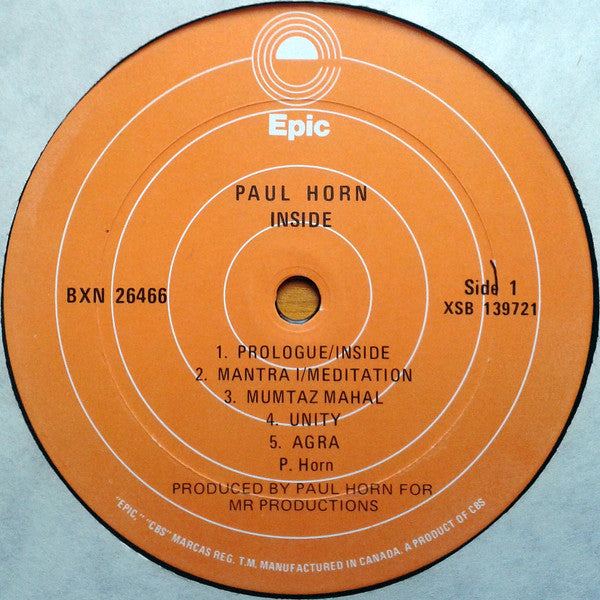 Epic
PAUL HORN
INSIDE
BXN 26466
Side 1
XSB 139721
1. PROLOGUE/INSIDE
2. MANTRA I/MEDITATION
3. MUMTAZ MAHAL
4. UNITY
5. AGRA
P. Horn
PRODUCED BY PAUL HORN FOR
MR PRODUCTIONS
"EPIC," "CBS" MARCAS REG. T.M. MANUFACTURED IN CANADA. A PRODUCT OF CBS